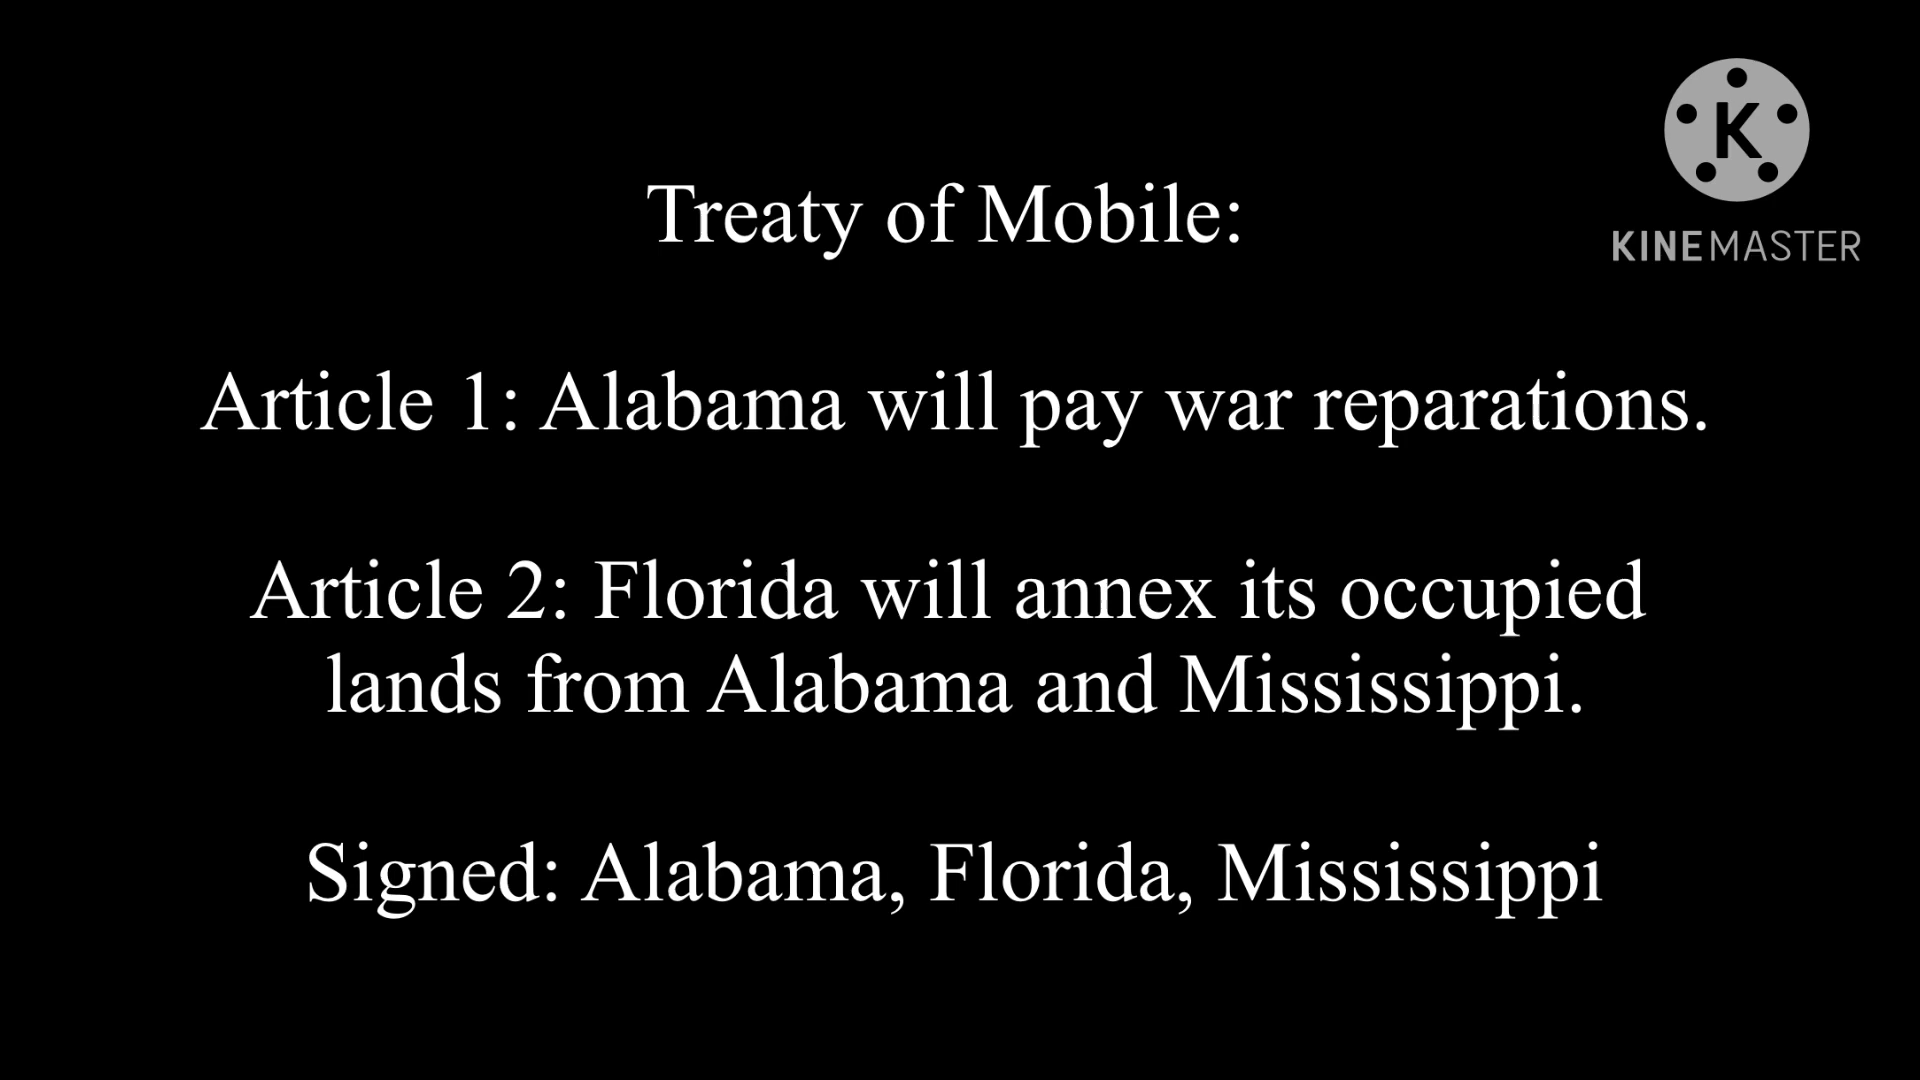 Treaty of Mobile:
Article 1: Alabama will pay war reparations.
Article 2: Florida will annex its occupied
lands from Alabama and Mississippi.
Signed: Alabama, Florida, Mississippi
K
KINEMASTER